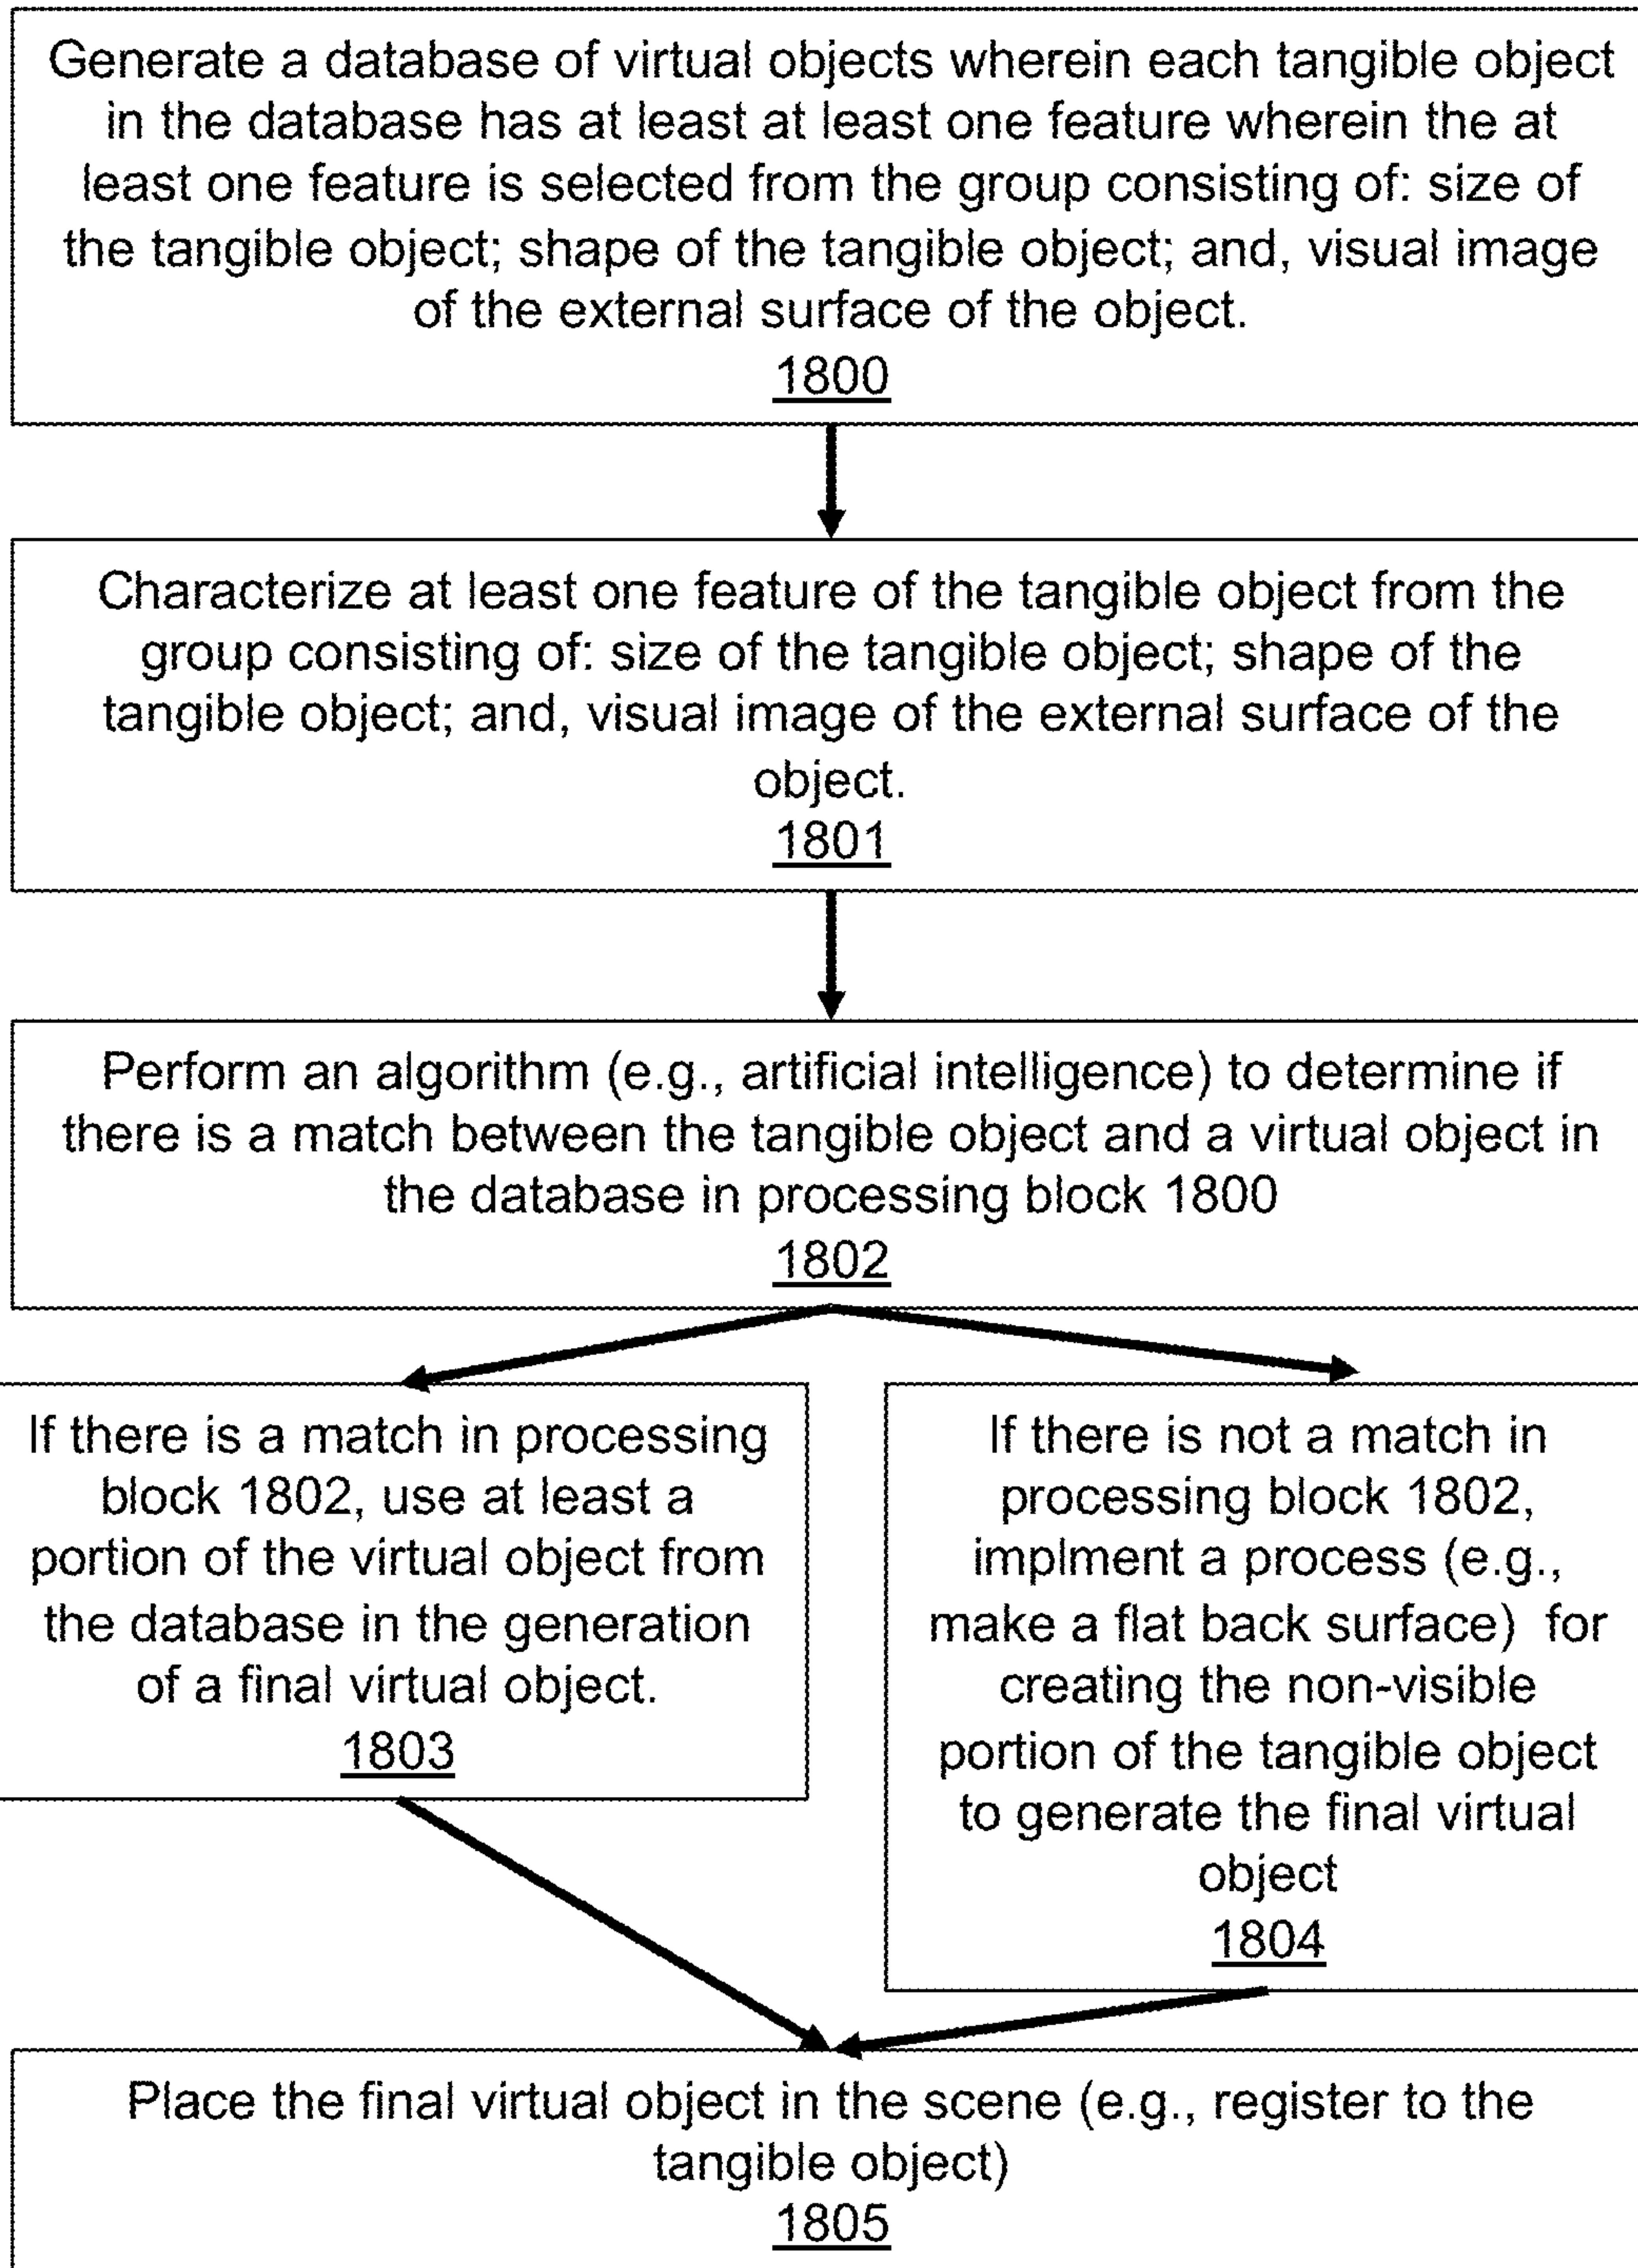 Generate a database of virtual objects wherein each tangible object
in the database has at least at least one feature wherein the at
least one feature is selected from the group consisting of: size of
the tangible object; shape of the tangible object; and, visual image
of the external surface of the object.
1800
Characterize at least one feature of the tangible object from the
group consisting of: size of the tangible object; shape of the
tangible object; and, visual image of the external surface of the
object.
1801
Perform an algorithm (e.g., artificial intelligence) to determine if
there is a match between the tangible object and a virtual object in
the database in processing block 1800
1802
If there is a match in processing
block 1802, use at least a
portion of the virtual object from
the database in the generation
of a final virtual object.
1803
If there is not a match in
processing block 1802,
implment a process (e.g.,
make a flat back surface)  for
creating the non-visible
portion of the tangible object
to generate the final virtual
object
1804
Place the final virtual object in the scene (e.g., register to the
tangible object)
1805